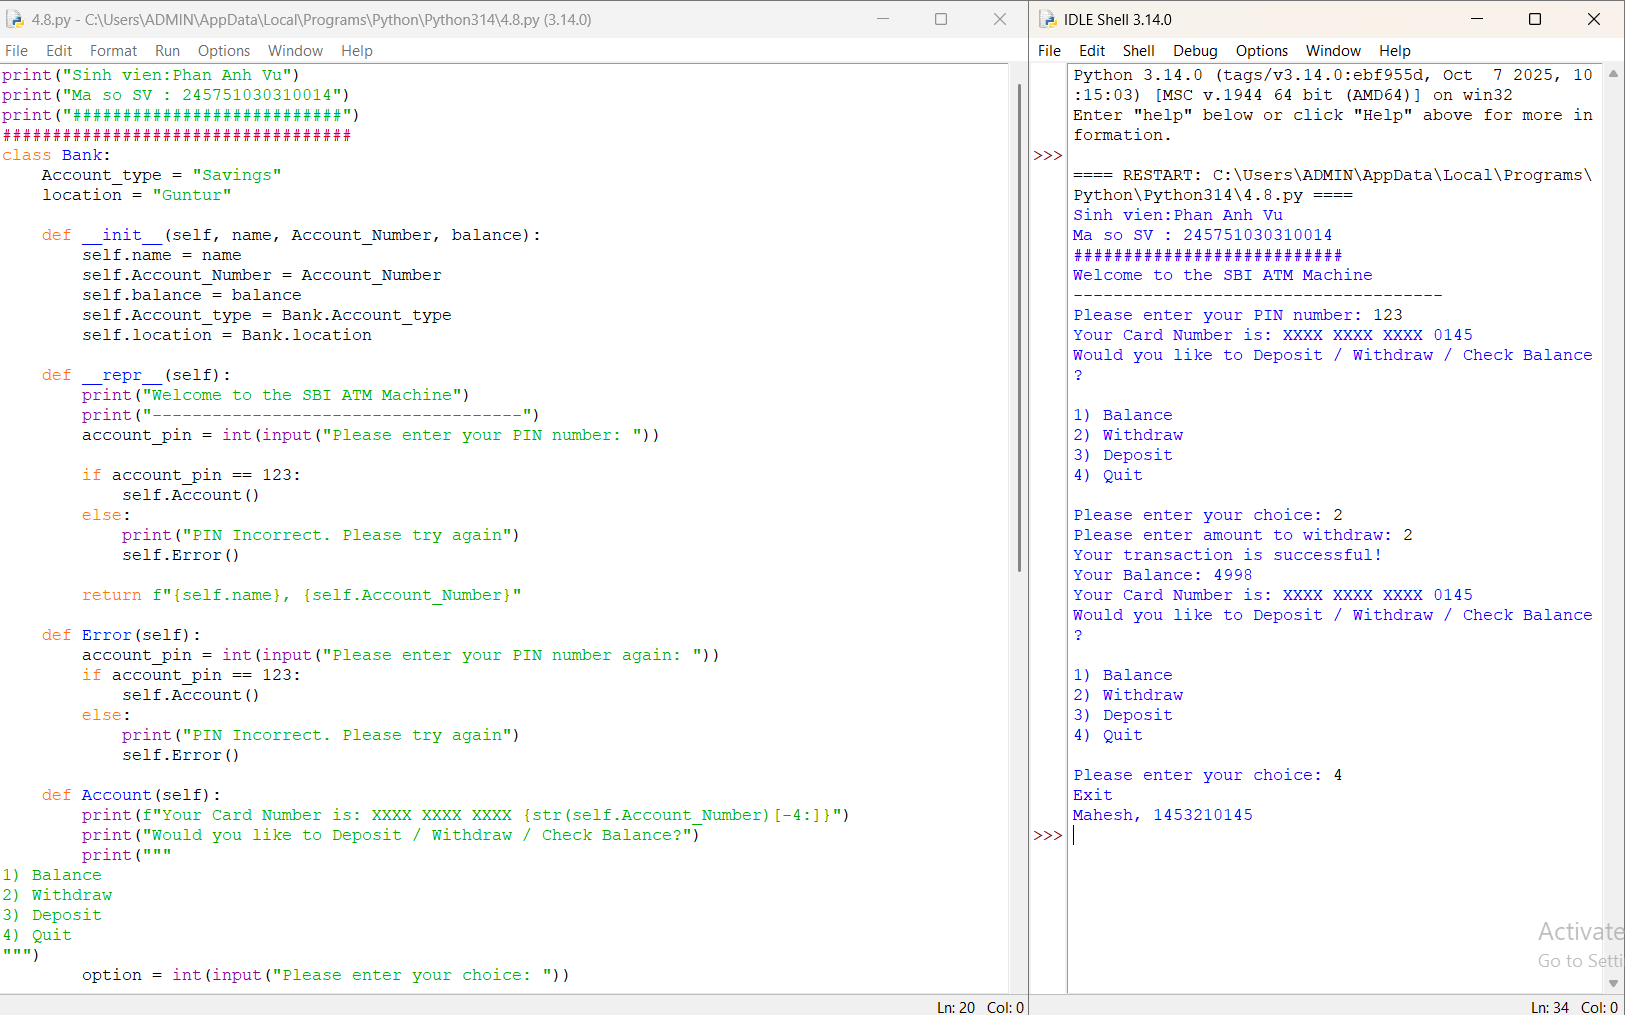 4.8.py - C:\Users\ADMIN\AppData\Local\Programs\Python\Python314\4.8.py (3.14.0)
File Edit Format Run Options Window Help
print("Sinh vien:Phan Anh Vu")
print("Ma so SV : 245751030310014")
print("###########################")
###################################
class Bank:
    Account_type = "Savings"
    location = "Guntur"

    def __init__(self, name, Account_Number, balance):
        self.name = name
        self.Account_Number = Account_Number
        self.balance = balance
        self.Account_type = Bank.Account_type
        self.location = Bank.location

    def __repr__(self):
        print("Welcome to the SBI ATM Machine")
        print("-------------------------------------")
        account_pin = int(input("Please enter your PIN number: "))

        if account_pin == 123:
            self.Account()
        else:
            print("PIN Incorrect. Please try again")
            self.Error()

        return f"{self.name}, {self.Account_Number}"

    def Error(self):
        account_pin = int(input("Please enter your PIN number again: "))
        if account_pin == 123:
            self.Account()
        else:
            print("PIN Incorrect. Please try again")
            self.Error()

    def Account(self):
        print(f"Your Card Number is: XXXX XXXX XXXX {str(self.Account_Number)[-4:]}")
        print("Would you like to Deposit / Withdraw / Check Balance?")
        print("""
1) Balance
2) Withdraw
3) Deposit
4) Quit
""")
        option = int(input("Please enter your choice: "))
Ln: 20 Col: 0
IDLE Shell 3.14.0
File Edit Shell Debug Options Window Help
Python 3.14.0 (tags/v3.14.0:ebf955d, Oct  7 2025, 10
:15:03) [MSC v.1944 64 bit (AMD64)] on win32
Enter "help" below or click "Help" above for more in
formation.
>>>
==== RESTART: C:\Users\ADMIN\AppData\Local\Programs\
Python\Python314\4.8.py ====
Sinh vien:Phan Anh Vu
Ma so SV : 245751030310014
###########################
Welcome to the SBI ATM Machine
-------------------------------------
Please enter your PIN number: 123
Your Card Number is: XXXX XXXX XXXX 0145
Would you like to Deposit / Withdraw / Check Balance
?

1) Balance
2) Withdraw
3) Deposit
4) Quit

Please enter your choice: 2
Please enter amount to withdraw: 2
Your transaction is successful!
Your Balance: 4998
Your Card Number is: XXXX XXXX XXXX 0145
Would you like to Deposit / Withdraw / Check Balance
?

1) Balance
2) Withdraw
3) Deposit
4) Quit

Please enter your choice: 4
Exit
Mahesh, 1453210145
>>>
Activate
Go to Setti
Ln: 34 Col: 0